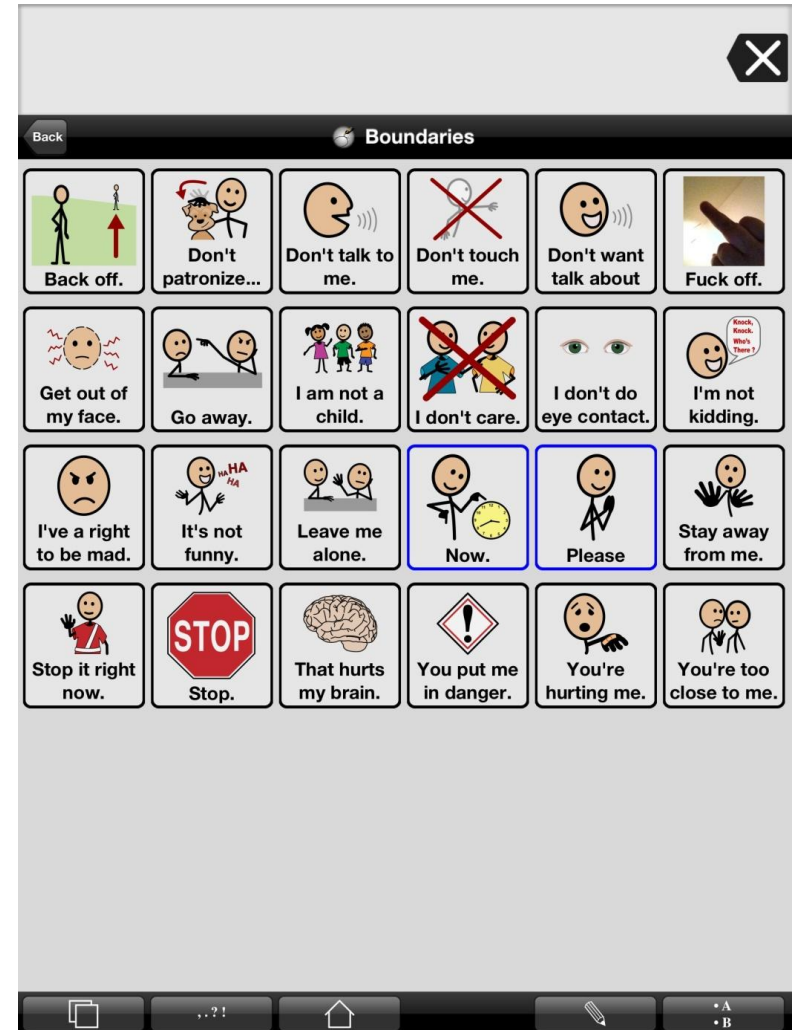 Back
Boundaries
Back off.
Don't
patronize...
Don't talk to
me.
Don't touch
me.
Don't want
talk about
Fuck off.
Get out of
my face.
Go away.
I am not a
child.
I don't care.
I don't do
eye contact.
Knock,
Knock.
Who's
There ?
I'm not
kidding.
I've a right
to be mad.
HA HA
HA
It's not
funny.
Leave me
alone.
Now.
Please
Stay away
from me.
Stop it right
now.
STOP
Stop.
That hurts
my brain.
You put me
in danger.
You're
hurting me.
You're too
close to me.
,.?!
• A
• B